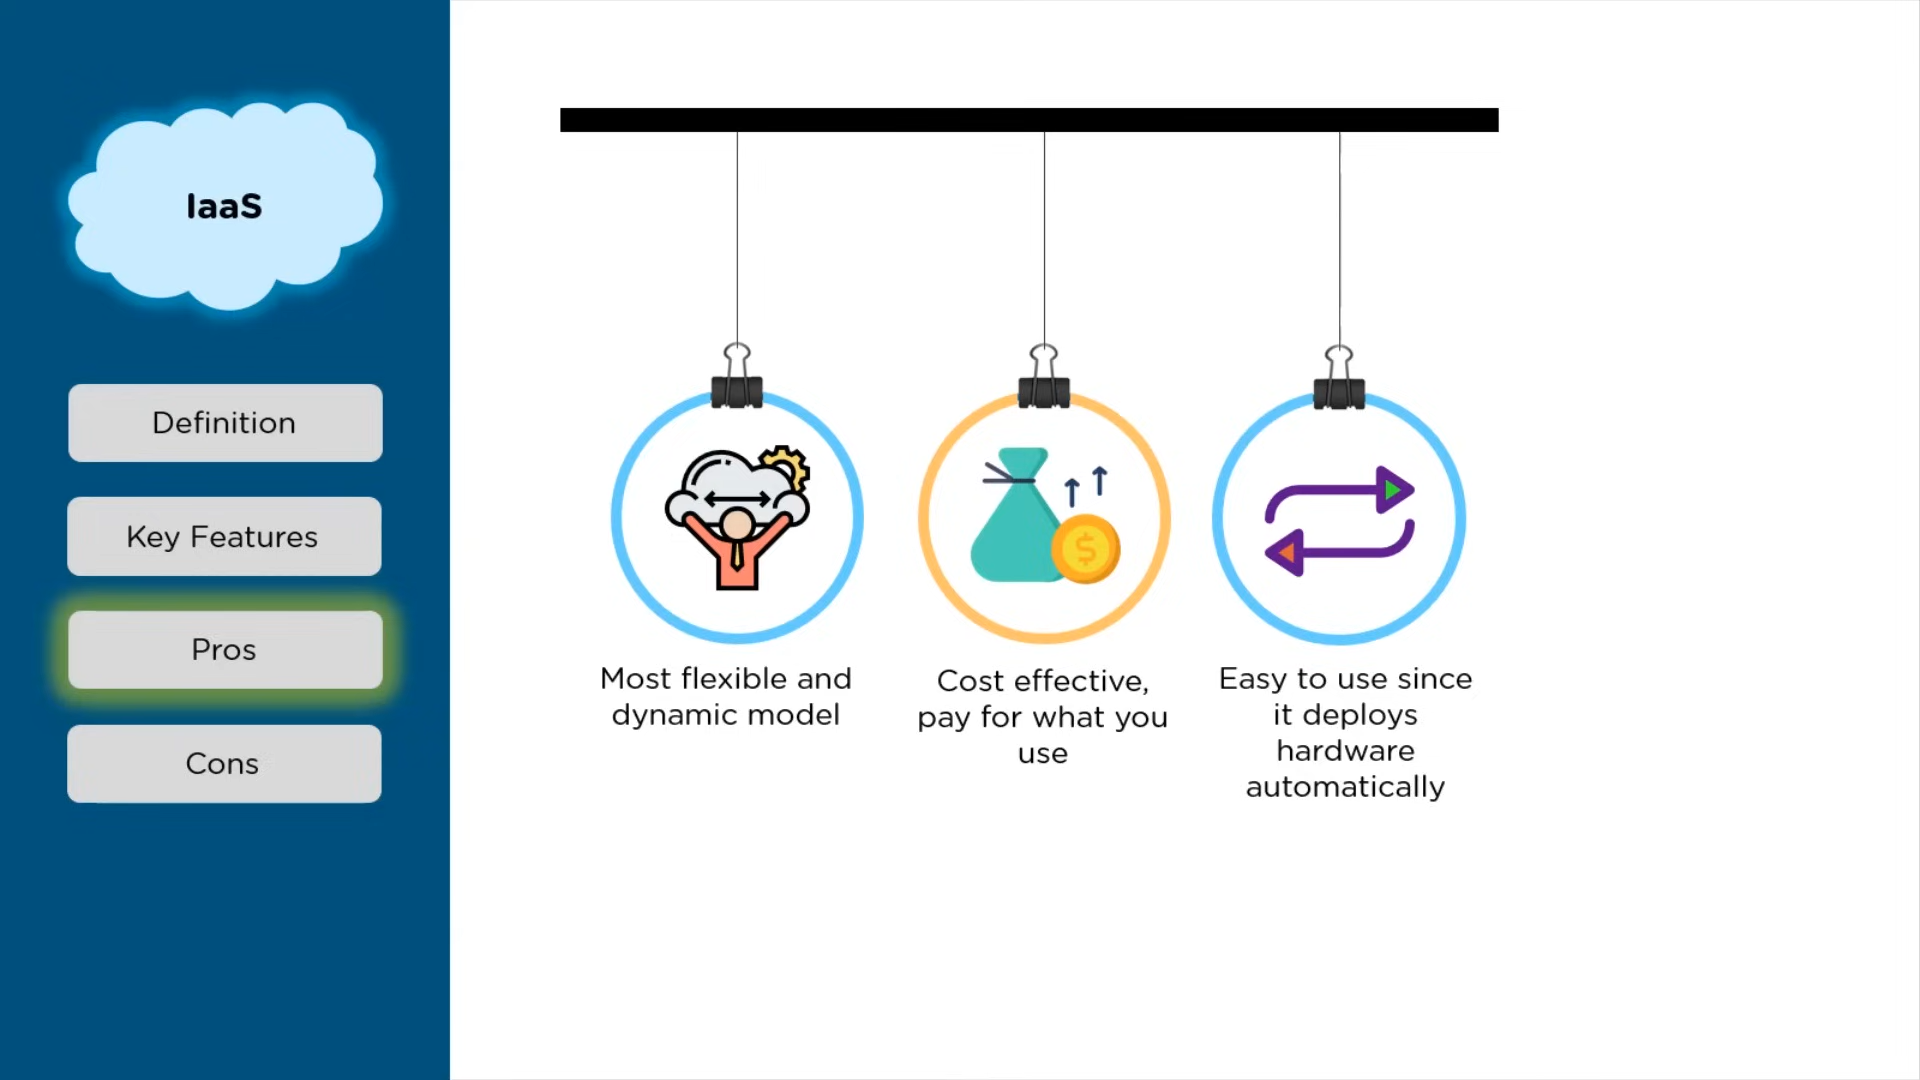 IaaS
Definition
Key Features
Pros
Cons
Most flexible and
dynamic model
Cost effective,
pay for what you
use
Easy to use since
it deploys
hardware
automatically
$